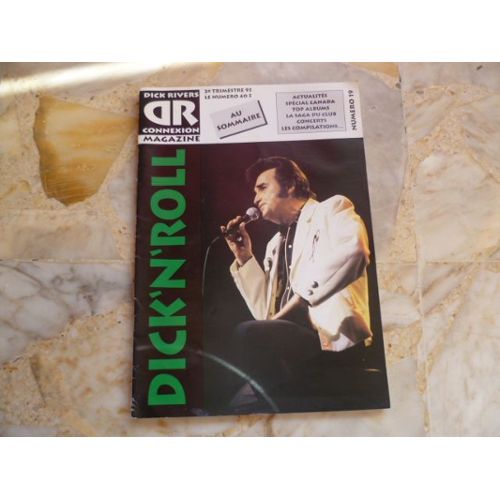 DICK RIVERS
DR
CONNEXION
MAGAZINE
2e TRIMESTRE 95
LE NUMERO 40 F
AU
SOMMAIRE
ACTUALITÉS
SPÉCIAL CANADA
TOP ALBUMS
LA SAGA DU CLUB
CONCERTS
LES COMPILATIONS...
NUMERO 19
DICK'N'ROLL